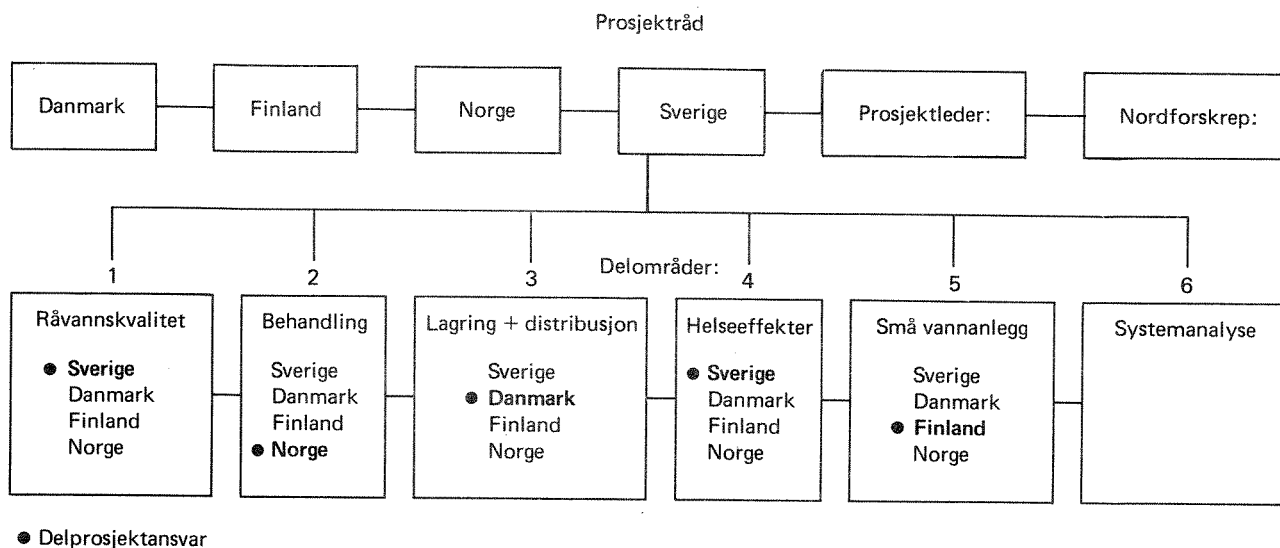 Prosjektråd
Danmark
Finland
Norge
Sverige
Prosjektleder:
Nordforskrep:
Delområder:
1
2
3
4
5
6
Råvannskvalitet
● Sverige
Danmark
Finland
Norge
Behandling
Sverige
Danmark
Finland
● Norge
Lagring + distribusjon
Sverige
● Danmark
Finland
Norge
Helseeffekter
● Sverige
Danmark
Finland
Norge
Små vannanlegg
Sverige
Danmark
● Finland
Norge
Systemanalyse
● Delprosjektansvar